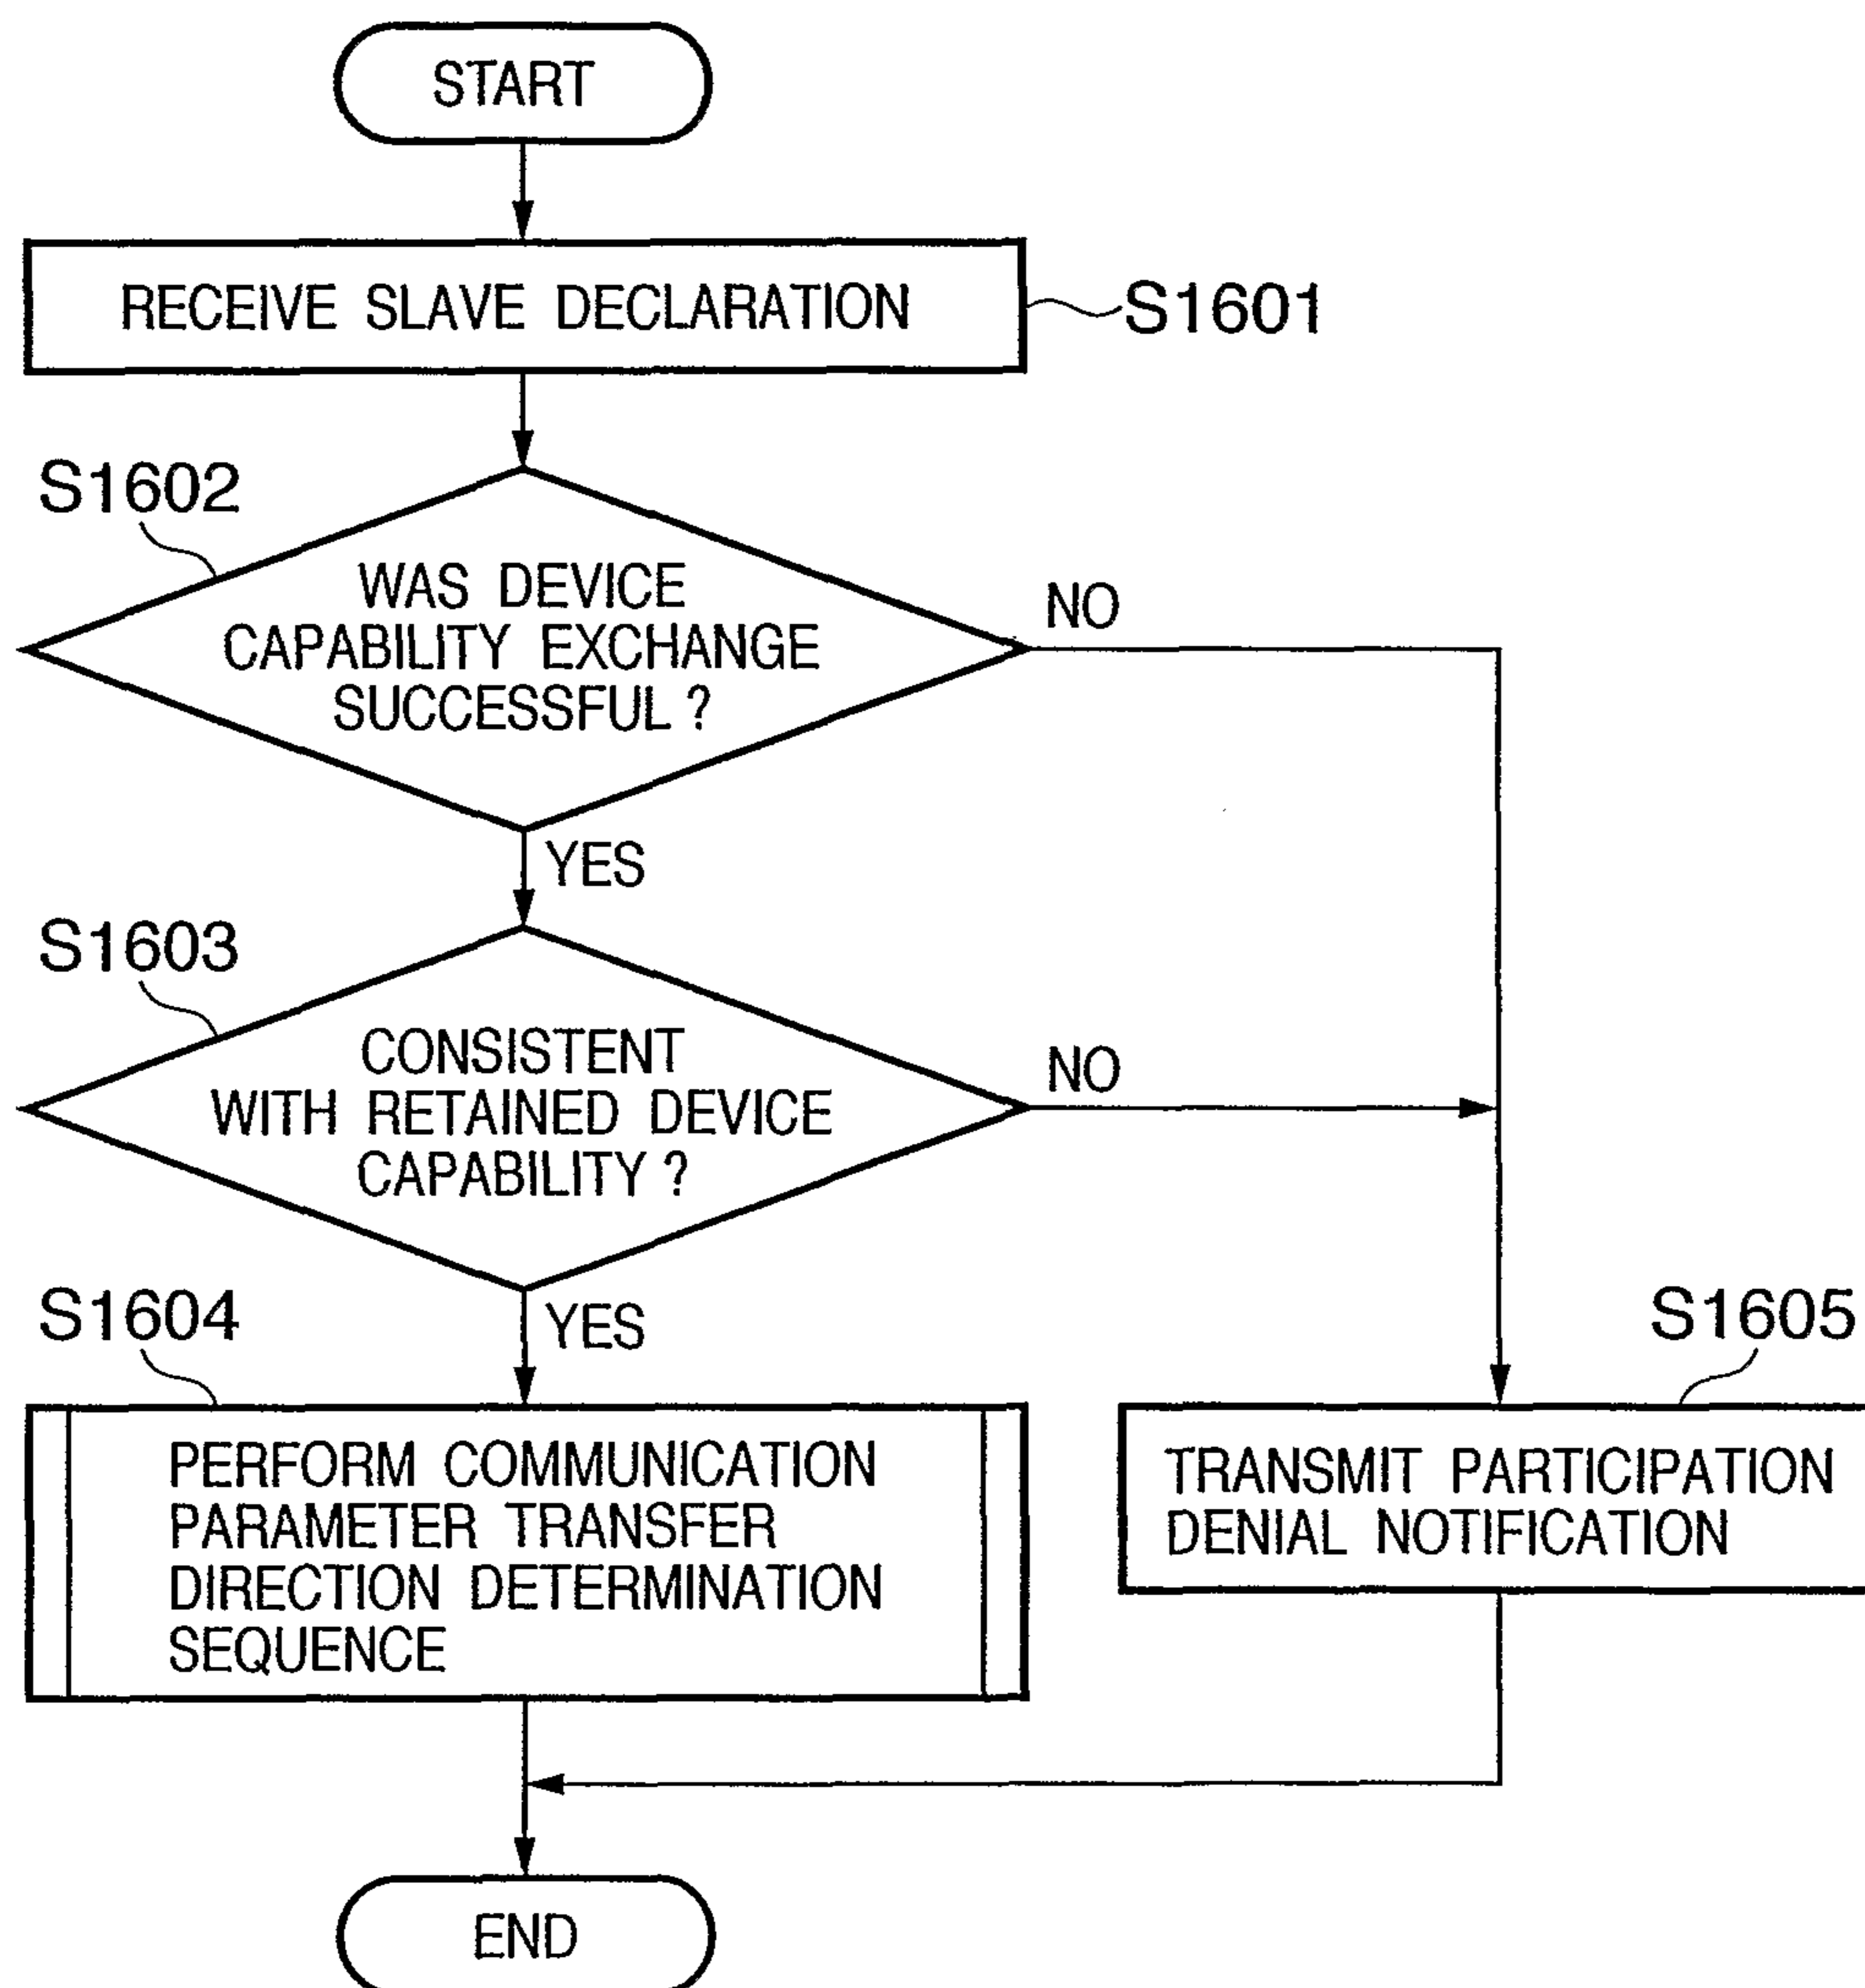 START
RECEIVE SLAVE DECLARATION
S1601
S1602
WAS DEVICE
CAPABILITY EXCHANGE
SUCCESSFUL ?
NO
YES
S1603
CONSISTENT
WITH RETAINED DEVICE
CAPABILITY ?
NO
YES
S1604
PERFORM COMMUNICATION
PARAMETER TRANSFER
DIRECTION DETERMINATION
SEQUENCE
S1605
TRANSMIT PARTICIPATION
DENIAL NOTIFICATION
END